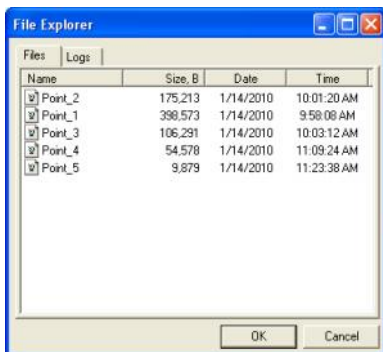 File Explorer
Files Logs
Name Size, B Date Time
Point_2 175,213 1/14/2010 10:01:20 AM
Point_1 398,573 1/14/2010 9:58:08 AM
Point_3 106,291 1/14/2010 10:03:12 AM
Point_4 54,578 1/14/2010 11:09:24 AM
Point_5 9,879 1/14/2010 11:23:38 AM
OK Cancel